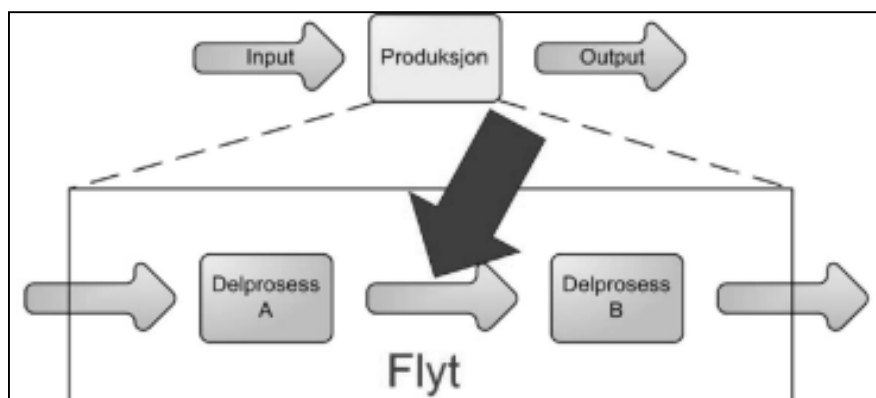 Input
Produksjon
Output
Delprosess
A
Delprosess
B
Flyt